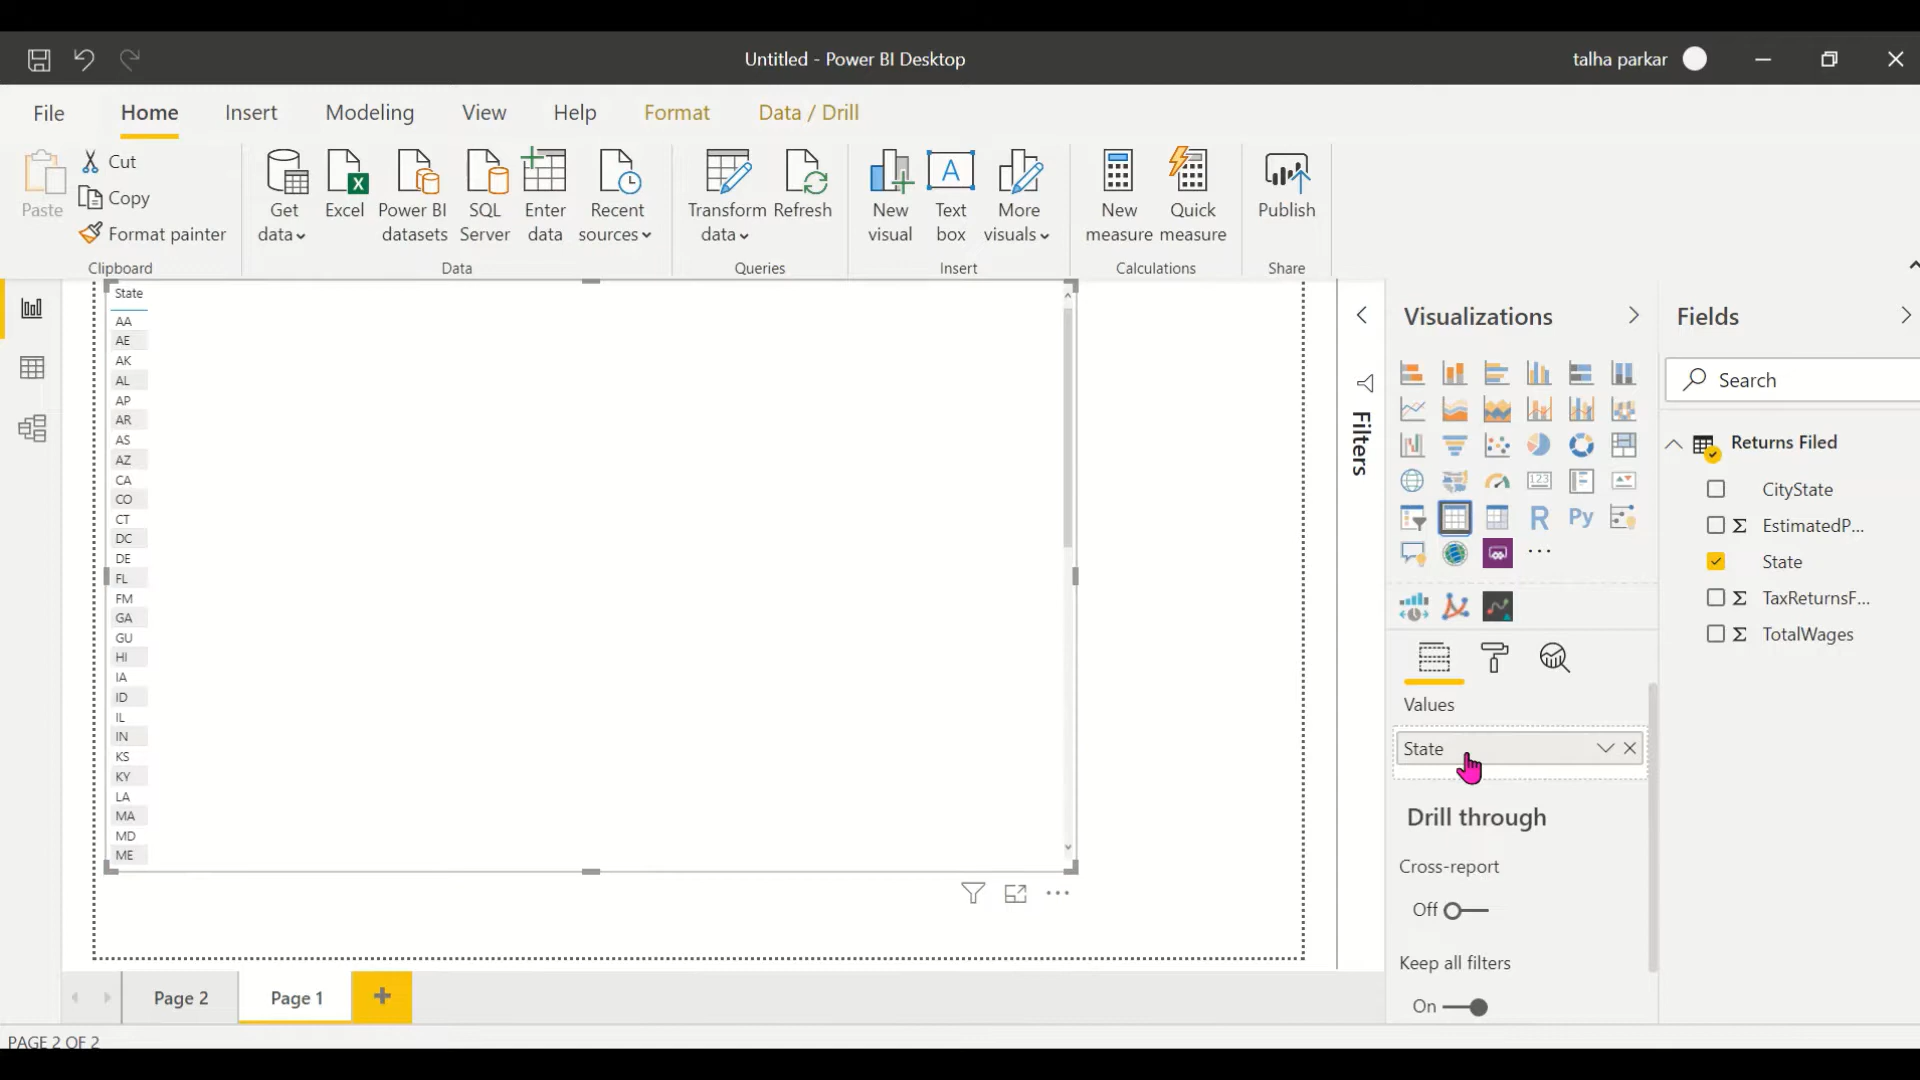 Untitled - Power BI Desktop
talha parkar
File Home Insert Modeling View Help Format Data / Drill
Paste
Cut
Copy
Format painter
Clipboard
Get data
Excel
Power BI datasets
SQL Server
Enter data
Recent sources
Data
Transform data
Refresh
Queries
New visual
Text box
More visuals
Insert
New measure
Quick measure
Calculations
Publish
Share
State
AA
AE
AK
AL
AP
AR
AS
AZ
CA
CO
CT
DC
DE
FL
FM
GA
GU
HI
IA
ID
IL
IN
KS
KY
LA
MA
MD
ME
Filters
Visualizations
R
Py
123
Values
State
Drill through
Cross-report
Off
Keep all filters
On
Fields
Search
Returns Filed
CityState
Σ EstimatedP...
State
Σ TaxReturnsF...
Σ TotalWages
Page 2
Page 1
PAGE 2 OF 2